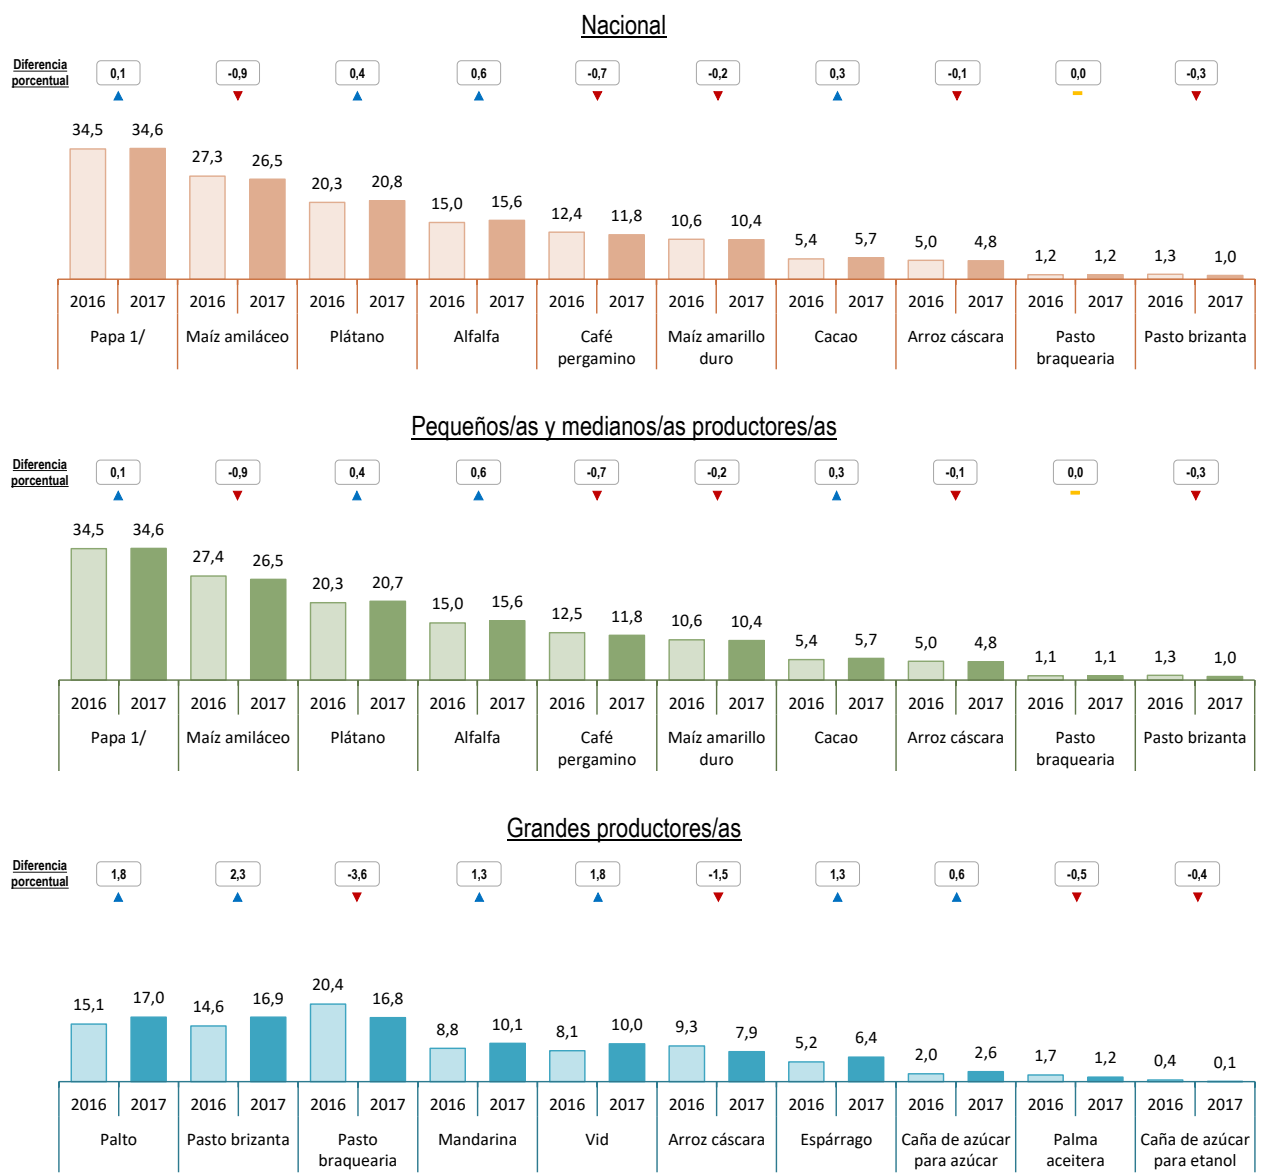 Nacional
Diferencia
porcentual
0,1 -0,9 0,4 0,6 -0,7 -0,2 0,3 -0,1 0,0 -0,3
34,5 34,6 27,3 26,5 20,3 20,8 15,0 15,6 12,4 11,8 10,6 10,4 5,4 5,7 5,0 4,8 1,2 1,2 1,3 1,0
2016 2017 2016 2017 2016 2017 2016 2017 2016 2017 2016 2017 2016 2017 2016 2017 2016 2017 2016 2017
Papa 1/ Maíz amiláceo Plátano Alfalfa Café Maíz amarillo Cacao Arroz cáscara Pasto Pasto brizanta
pergamino duro braquearia
Pequeños/as y medianos/as productores/as
Diferencia
porcentual
0,1 -0,9 0,4 0,6 -0,7 -0,2 0,3 -0,1 0,0 -0,3
34,5 34,6 27,4 26,5 20,3 20,7 15,0 15,6 12,5 11,8 10,6 10,4 5,4 5,7 5,0 4,8 1,1 1,1 1,3 1,0
2016 2017 2016 2017 2016 2017 2016 2017 2016 2017 2016 2017 2016 2017 2016 2017 2016 2017 2016 2017
Papa 1/ Maíz amiláceo Plátano Alfalfa Café Maíz amarillo Cacao Arroz cáscara Pasto Pasto brizanta
pergamino duro braquearia
Grandes productores/as
Diferencia
porcentual
1,8 2,3 -3,6 1,3 1,8 -1,5 1,3 0,6 -0,5 -0,4
15,1 17,0 14,6 16,9 20,4 16,8 8,8 10,1 8,1 10,0 9,3 7,9 5,2 6,4 2,0 2,6 1,7 1,2 0,4 0,1
2016 2017 2016 2017 2016 2017 2016 2017 2016 2017 2016 2017 2016 2017 2016 2017 2016 2017 2016 2017
Palto Pasto brizanta Pasto Mandarina Vid Arroz cáscara Espárrago Caña de azúcar Palma Caña de azúcar
braquearia para azúcar aceitera para etanol